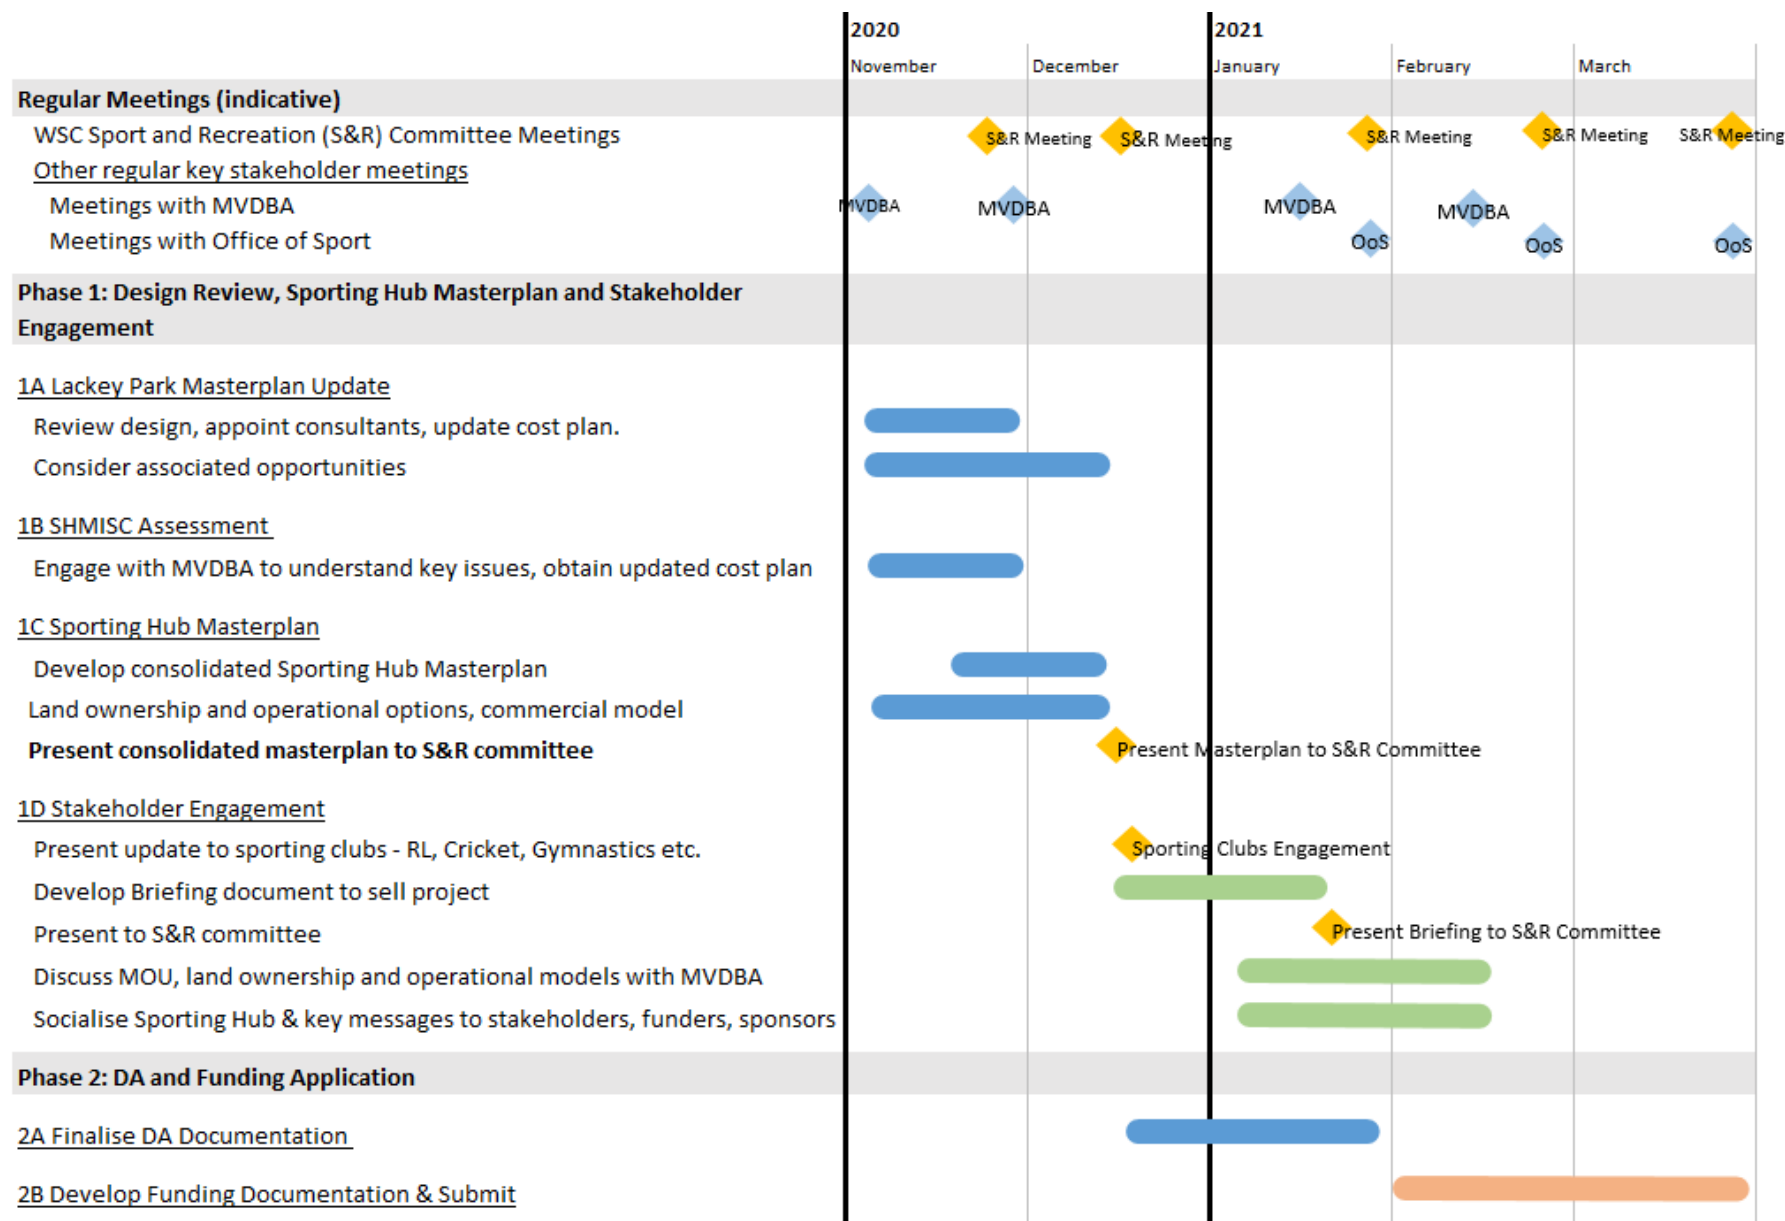 2020 2021
November December January February March
Regular Meetings (indicative)
WSC Sport and Recreation (S&R) Committee Meetings S&R Meeting S&R Meeting S&R Meeting S&R Meeting S&R Meeting
Other regular key stakeholder meetings
Meetings with MVDBA MVDBA MVDBA MVDBA MVDBA
Meetings with Office of Sport OoS OoS OoS
Phase 1: Design Review, Sporting Hub Masterplan and Stakeholder
Engagement
1A Lackey Park Masterplan Update
Review design, appoint consultants, update cost plan.
Consider associated opportunities
1B SHMISC Assessment
Engage with MVDBA to understand key issues, obtain updated cost plan
1C Sporting Hub Masterplan
Develop consolidated Sporting Hub Masterplan
Land ownership and operational options, commercial model
Present consolidated masterplan to S&R committee Present Masterplan to S&R Committee
1D Stakeholder Engagement
Present update to sporting clubs - RL, Cricket, Gymnastics etc. Sporting Clubs Engagement
Develop Briefing document to sell project
Present to S&R committee Present Briefing to S&R Committee
Discuss MOU, land ownership and operational models with MVDBA
Socialise Sporting Hub & key messages to stakeholders, funders, sponsors
Phase 2: DA and Funding Application
2A Finalise DA Documentation
2B Develop Funding Documentation & Submit